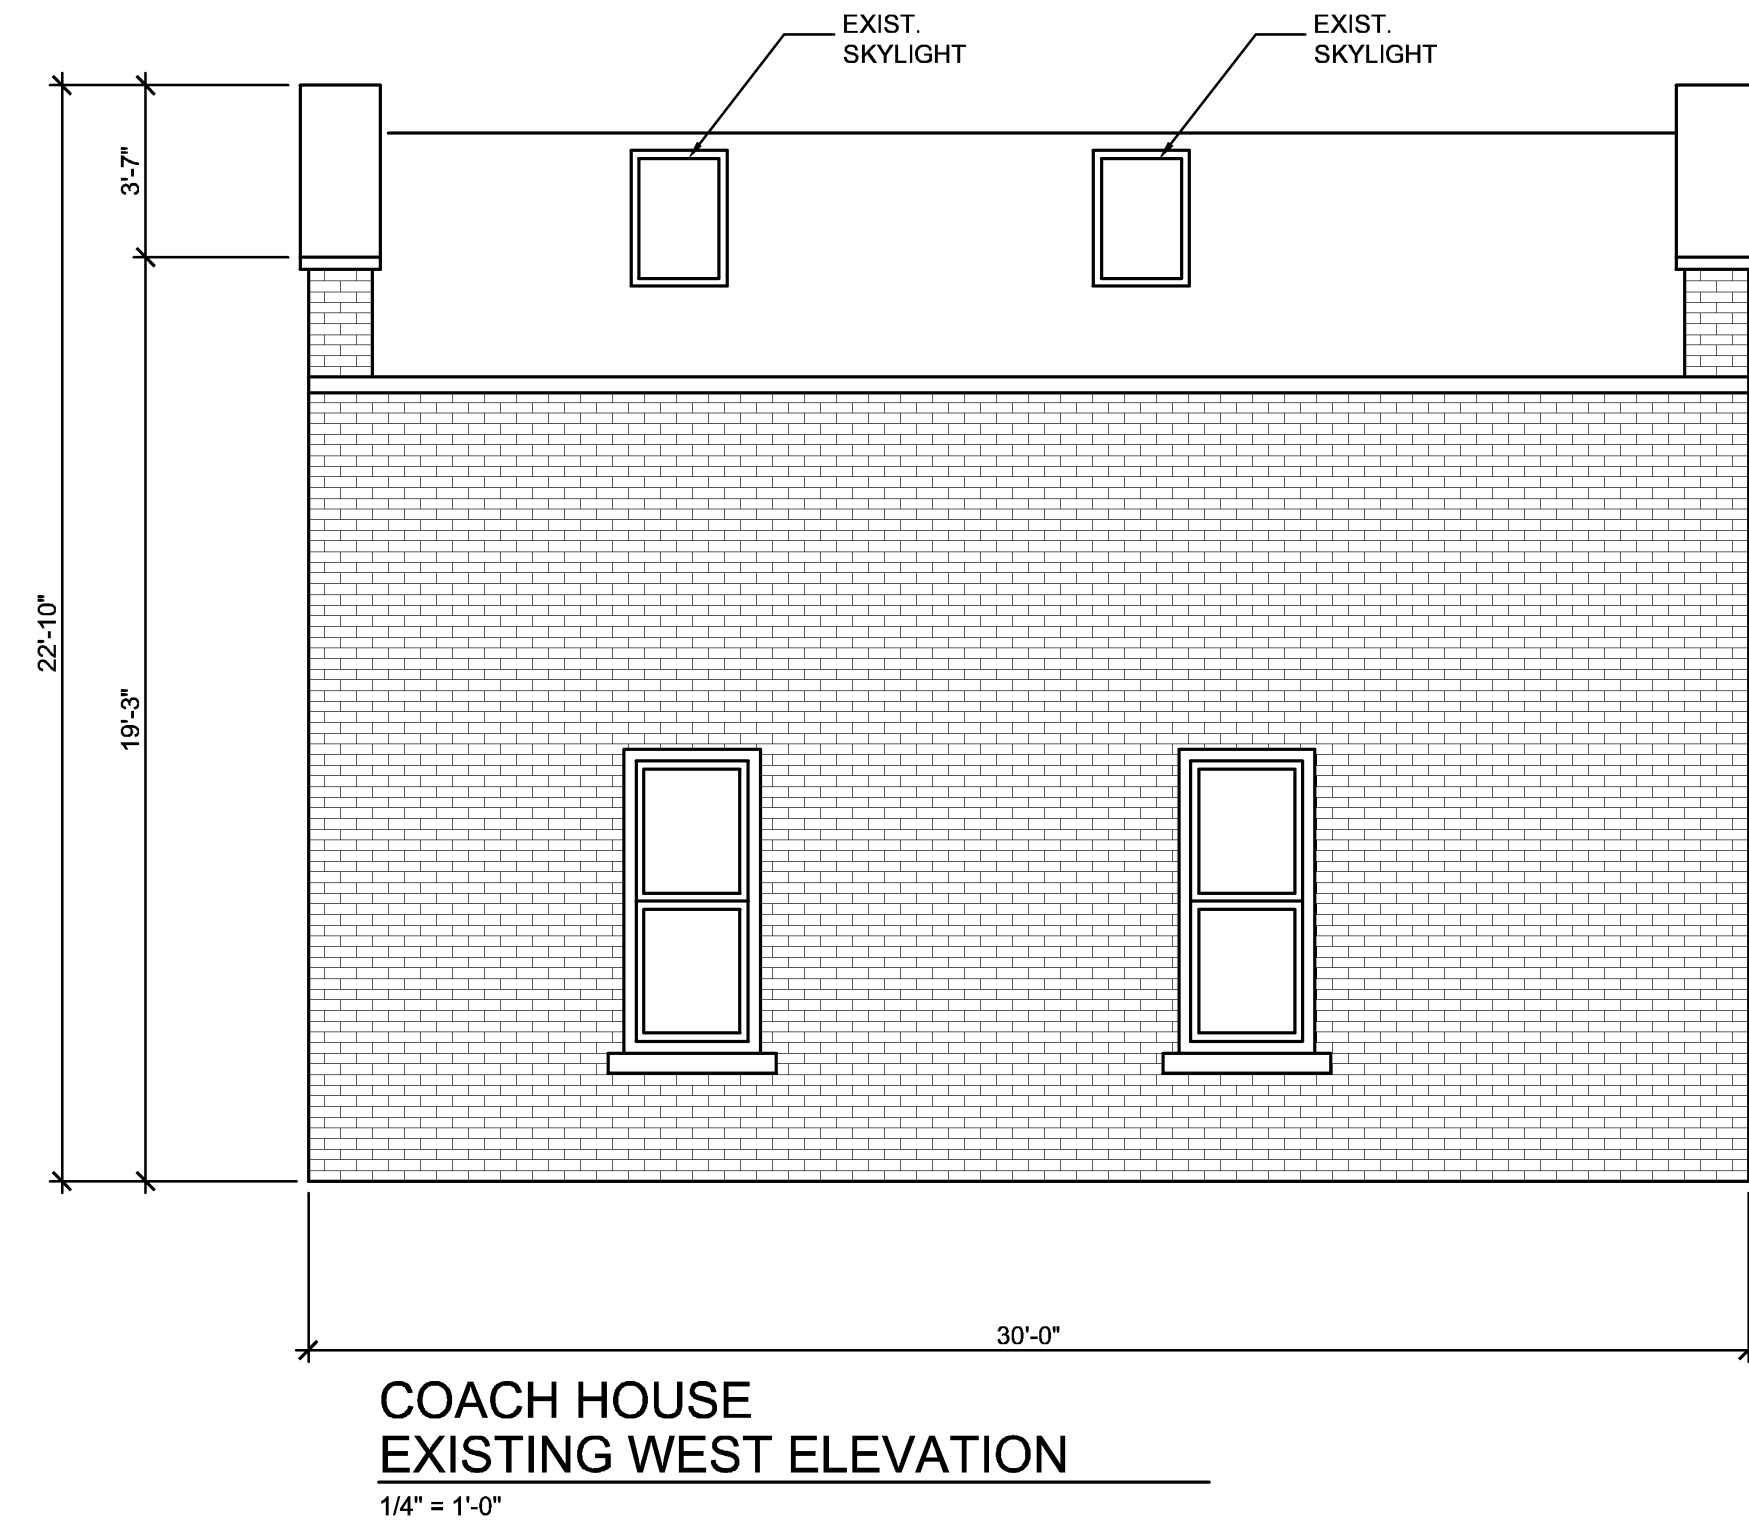 EXIST.
SKYLIGHT
EXIST.
SKYLIGHT
3'-7"
22'-10"
19'-3"
30'-0"
COACH HOUSE
EXISTING WEST ELEVATION
1/4" = 1'-0"